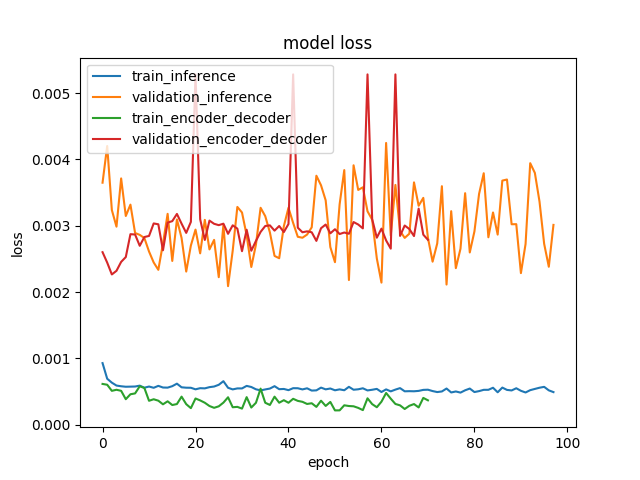 model loss
train_inference
validation_inference
train_encoder_decoder
validation_encoder_decoder
0.005
0.004
0.003
0.002
0.001
0.000
loss
0 20 40 60 80 100
epoch